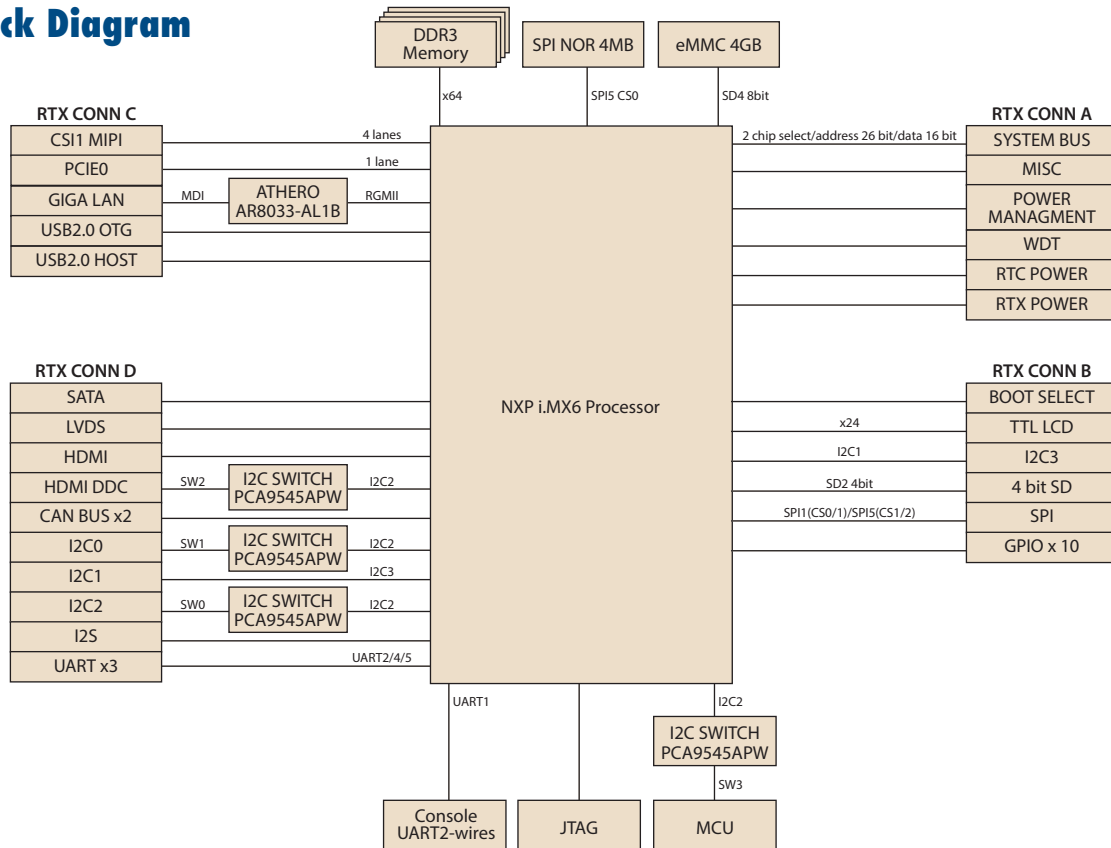 ck Diagram
DDR3
Memory
SPI NOR 4MB
eMMC 4GB
x64
SPI5 CS0
SD4 8bit
RTX CONN C
CSI1 MIPI
4 lanes
PCIE0
1 lane
GIGA LAN
MDI
ATHERO
AR8033-AL1B
RGMII
USB2.0 OTG
USB2.0 HOST
RTX CONN A
2 chip select/address 26 bit/data 16 bit
SYSTEM BUS
MISC
POWER
MANAGMENT
WDT
RTC POWER
RTX POWER
NXP i.MX6 Processor
RTX CONN D
SATA
LVDS
HDMI
HDMI DDC
SW2
I2C SWITCH
PCA9545APW
I2C2
CAN BUS x2
I2C0
SW1
I2C SWITCH
PCA9545APW
I2C2
I2C1
I2C3
I2C2
SW0
I2C SWITCH
PCA9545APW
I2C2
I2S
UART x3
UART2/4/5
RTX CONN B
BOOT SELECT
x24
TTL LCD
I2C1
I2C3
SD2 4bit
4 bit SD
SPI1(CS0/1)/SPI5(CS1/2)
SPI
GPIO x 10
UART1
I2C2
I2C SWITCH
PCA9545APW
SW3
Console
UART2-wires
JTAG
MCU